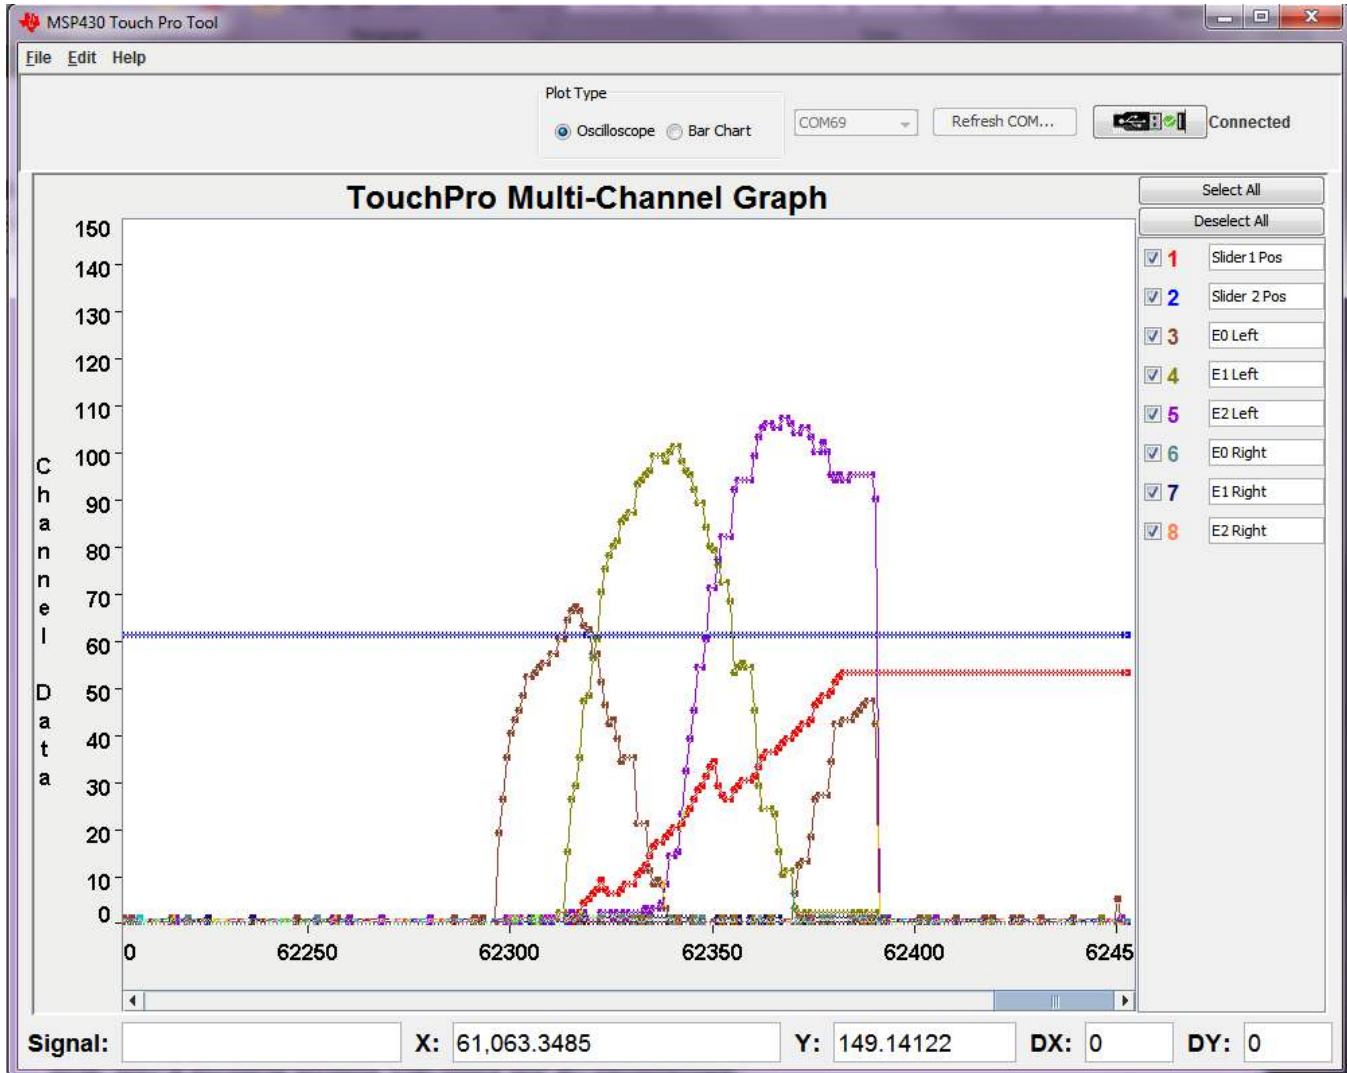 MSP430 Touch Pro Tool
File Edit Help
Plot Type
Oscilloscope Bar Chart
COM69
Refresh COM...
Connected
TouchPro Multi-Channel Graph
Select All
Deselect All
1 Slider1 Pos
2 Slider 2 Pos
3 E0 Left
4 E1 Left
5 E2 Left
6 E0 Right
7 E1 Right
8 E2 Right
Channel Data
150
140
130
120
110
100
90
80
70
60
50
40
30
20
10
0
0 62250 62300 62350 62400 6245
Signal: X: 61,063.3485 Y: 149.14122 DX: 0 DY: 0